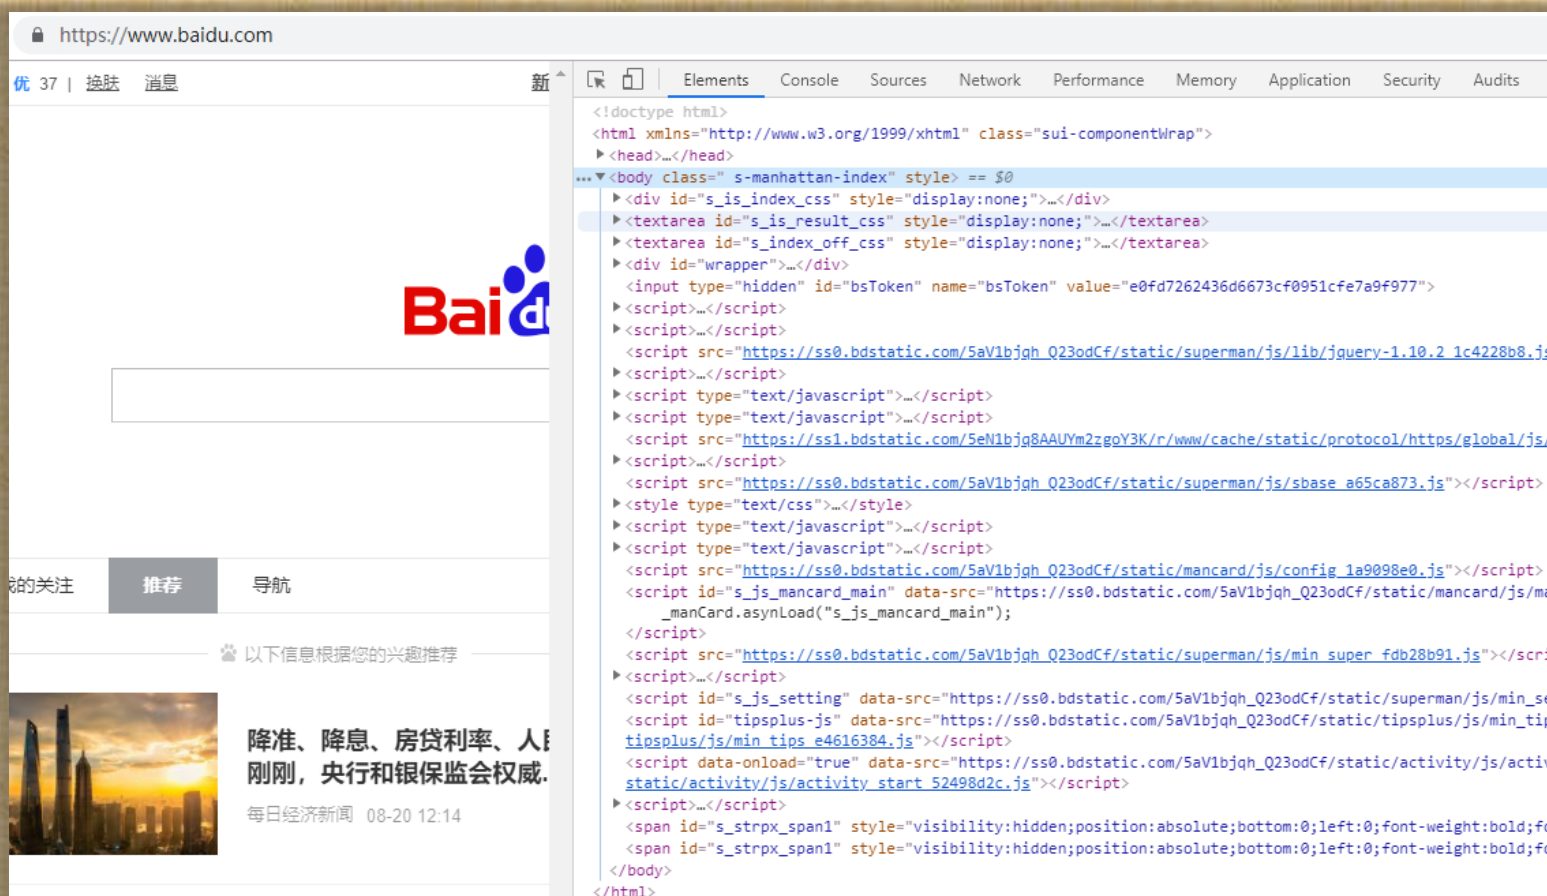 https://www.baidu.com
优 37 | 换肤 消息 新
Elements Console Sources Network Performance Memory Application Security Audits
<!doctype html>
<html xmlns="http://www.w3.org/1999/xhtml" class="sui-componentWrap">
<head>…</head>
…<body class=" s-manhattan-index" style> == $0
<div id="s_is_index_css" style="display:none;">…</div>
<textarea id="s_is_result_css" style="display:none;">…</textarea>
<textarea id="s_index_off_css" style="display:none;">…</textarea>
<div id="wrapper">…</div>
<input type="hidden" id="bsToken" name="bsToken" value="e0fd7262436d6673cf0951cfe7a9f977">
<script>…</script>
<script>…</script>
<script src="https://ss0.bdstatic.com/5aV1bjqh_Q23odCf/static/superman/js/lib/jquery-1.10.2_1c4228b8.js
<script>…</script>
<script type="text/javascript">…</script>
<script type="text/javascript">…</script>
<script src="https://ss1.bdstatic.com/5eN1bjq8AAUYm2zgoY3K/r/www/cache/static/protocol/https/global/js/
<script>…</script>
<script src="https://ss0.bdstatic.com/5aV1bjqh_Q23odCf/static/superman/js/sbase_a65ca873.js"></script>
<style type="text/css">…</style>
<script type="text/javascript">…</script>
<script type="text/javascript">…</script>
<script src="https://ss0.bdstatic.com/5aV1bjqh_Q23odCf/static/mancard/js/config_1a9098e0.js"></script>
<script id="s_js_mancard_main" data-src="https://ss0.bdstatic.com/5aV1bjqh_Q23odCf/static/mancard/js/ma
_manCard.asynLoad("s_js_mancard_main");
</script>
<script src="https://ss0.bdstatic.com/5aV1bjqh_Q23odCf/static/superman/js/min_super_fdb28b91.js"></scri
<script>…</script>
<script id="s_js_setting" data-src="https://ss0.bdstatic.com/5aV1bjqh_Q23odCf/static/superman/js/min_se
<script id="tipsplus-js" data-src="https://ss0.bdstatic.com/5aV1bjqh_Q23odCf/static/tipsplus/js/min_tip
tipsplus/js/min_tips_e4616384.js"></script>
<script data-onload="true" data-src="https://ss0.bdstatic.com/5aV1bjqh_Q23odCf/static/activity/js/activ
static/activity/js/activity_start_52498d2c.js"></script>
<script>…</script>
<span id="s_strpx_span1" style="visibility:hidden;position:absolute;bottom:0;left:0;font-weight:bold;fo
<span id="s_strpx_span1" style="visibility:hidden;position:absolute;bottom:0;left:0;font-weight:bold;fo
</body>
</html>
Baidu
我的关注 推荐 导航
以下信息根据您的兴趣推荐
降准、降息、房贷利率、人民
刚刚，央行和银保监会权威.
每日经济新闻 08-20 12:14